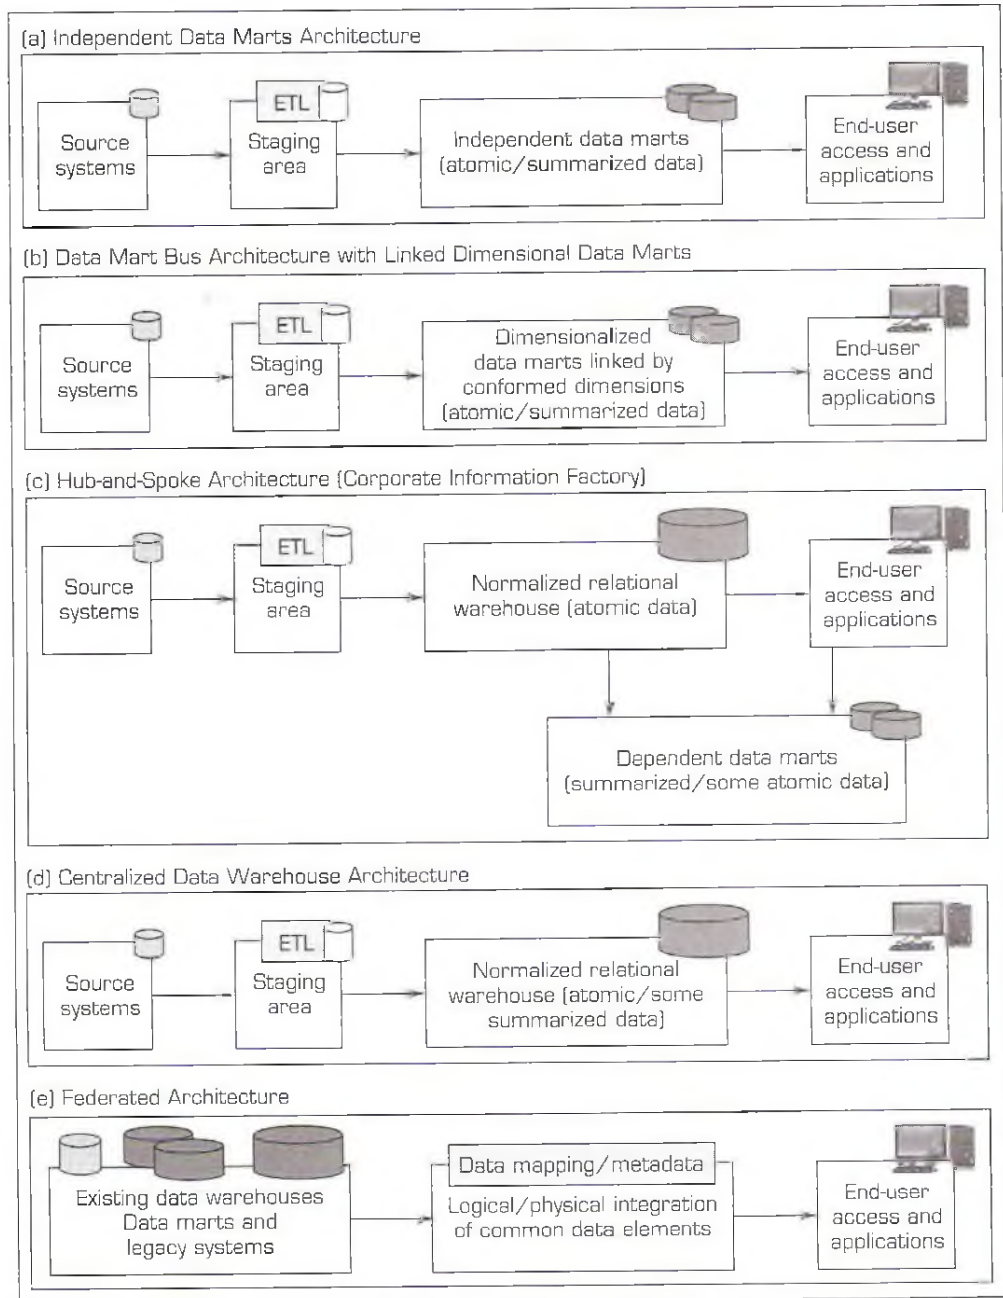 (a) Independent Data Marts Architecture
Source
systems
ETL
Staging
area
Independent data marts
(atomic/summarized data)
End-user
access and
applications
(b) Data Mart Bus Architecture with Linked Dimensional Data Marts
Source
systems
ETL
Staging
area
Dimensionalized
data marts linked by
conformed dimensions
(atomic/summarized data)
End-user
access and
applications
(c) Hub-and-Spoke Architecture (Corporate Information Factory)
Source
systems
ETL
Staging
area
Normalized relational
warehouse (atomic data)
End-user
access and
applications
Dependent data marts
(summarized/some atomic data)
(d) Centralized Data Warehouse Architecture
Source
systems
ETL
Staging
area
Normalized relational
warehouse (atomic/some
summarized data)
End-user
access and
applications
(e) Federated Architecture
Existing data warehouses
Data marts and
legacy systems
Data mapping/metadata
Logical/physical integration
of common data elements
End-user
access and
applications